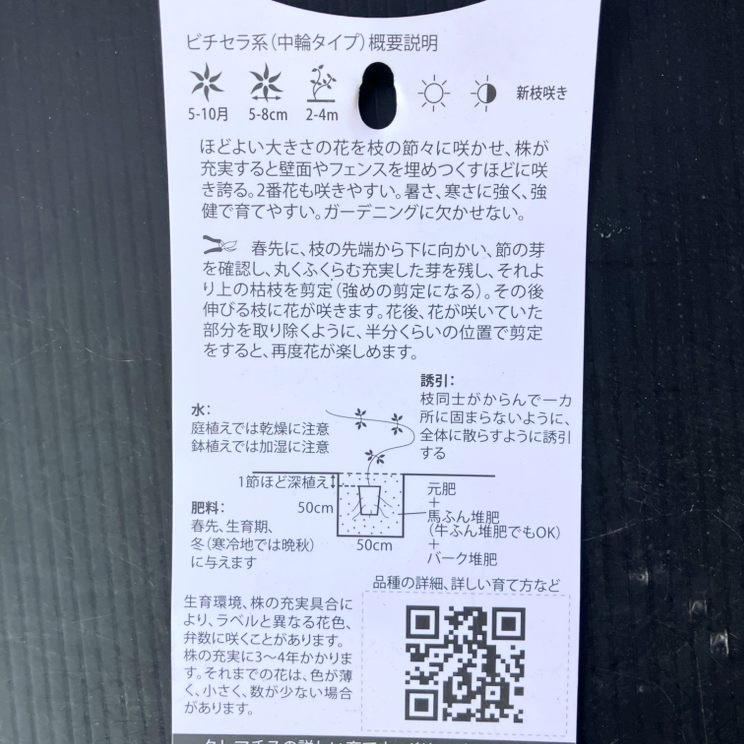 ビチセラ系(中輪タイプ)概要説明
5-10月
5-8cm
2-4m
新枝咲き
ほどよい大きさの花を枝の節々に咲かせ、株が
充実すると壁面やフェンスを埋めつくすほどに咲
き誇る。2番花も咲きやすい。暑さ、寒さに強く、強
健で育てやすい。ガーデニングに欠かせない。
春先に、枝の先端から下に向かい、節の芽
を確認し、丸くふくらむ充実した芽を残し、それよ
り上の枯枝を剪定(強めの剪定になる)。その後
伸びる枝に花が咲きます。花後、花が咲いていた
部分を取り除くように、半分くらいの位置で剪定
をすると、再度花が楽しめます。
誘引:
枝同士がからんで一カ
所に固まらないように、
全体に散らすように誘引
する
水:
庭植えでは乾燥に注意
鉢植えでは加湿に注意
1節ほど深植え
50cm
50cm
肥料:
春先、生育期、
冬(寒冷地では晩秋)
に与えます
元肥
+
馬ふん堆肥
(牛ふん堆肥でもOK)
+
バーク堆肥
品種の詳細、詳しい育て方など
生育環境、株の充実具合に
より、ラベルと異なる花色、
弁数に咲くことがあります。
株の充実に3〜4年かかりま
す。それまでの花は、色が薄
く、小さく、数が少ない場合
があります。